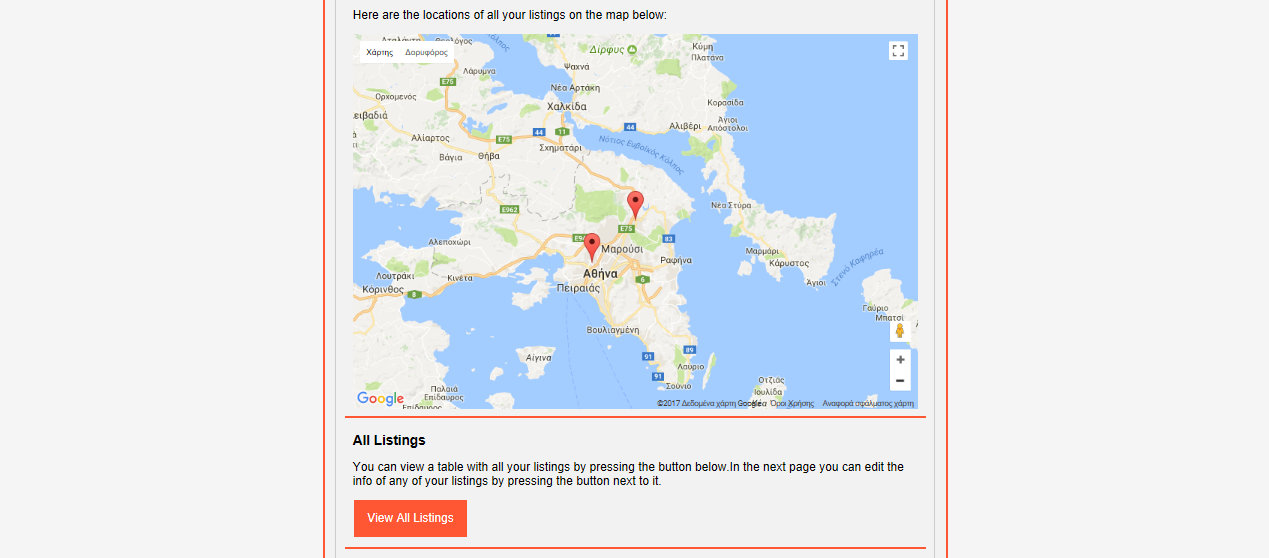 Here are the locations of all your listings on the map below:
Χάρτης Δορυφόρος
Δίρφυς
Κύμη
Πλατάνα
Λάρυμνα
Ψαχνά
E75
Νέα Αρτάκη
Ορχομενός
Χαλκίδα
Κορασίδα
Άγιοι
Απόστολοι
Αλιβέρι
44
11
44
Αλίαρτος
E75
Σχηματάρι
Νότιος Ευβοϊκός Κόλπος
Βάγια
Θήβα
E962
Νέα Στύρα
E75
83
Αλεποχώρι
Μαρούσι
Μαρμάρι
Ραφήνα
Κάρυστος
Στενό Καφηρέα
Λουτράκι
Κινέτα
Αθήνα
6
Άγιοι
Κόρινθος
8
Πειραιάς
Γαύριο
Μπατσί
Βουλιαγμένη
Αίγινα
91
89
Λαύριο
91
Σούνιο
Οτζιάς
Ιουλίδα
Παλαιά
Επίδαυρος
Google
©2017 Δεδομένα χάρτη Google Όροι Χρήσης Αναφορά σφάλματος χάρτη
All Listings
You can view a table with all your listings by pressing the button below.In the next page you can edit the
info of any of your listings by pressing the button next to it.
View All Listings